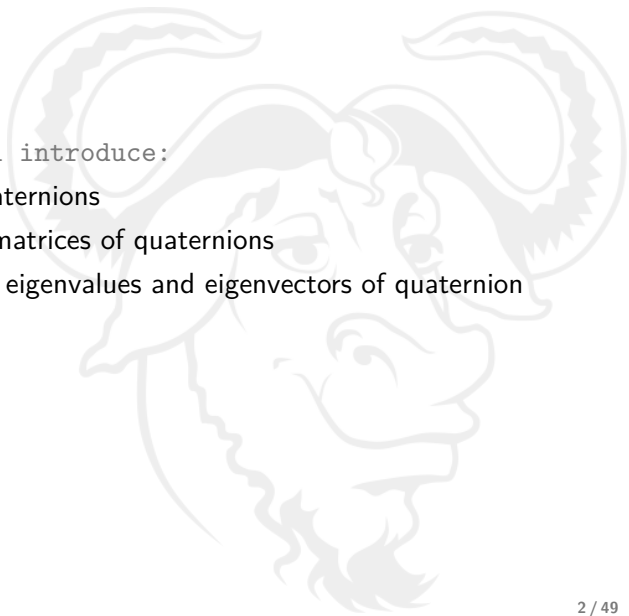 introduce:
aternions
matrices of quaternions
eigenvalues and eigenvectors of quaternion
2 / 49